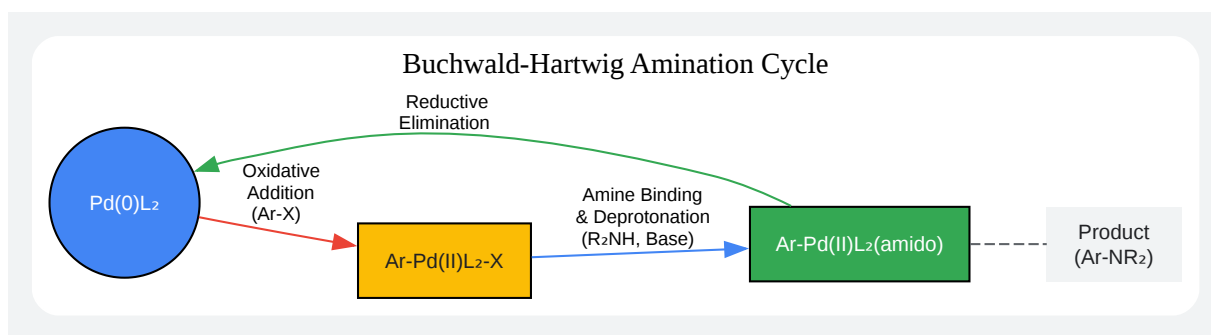 Buchwald-Hartwig Amination Cycle
Reductive
Elimination
Pd(0)L₂
Oxidative
Addition
(Ar-X)
Ar-Pd(II)L₂-X
Amine Binding
& Deprotonation
(R₂NH, Base)
Ar-Pd(II)L₂(amido)
Product
(Ar-NR₂)